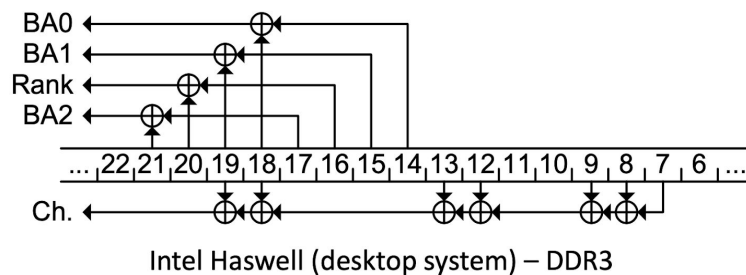 BA0
BA1
Rank
BA2
... 22 21 20 19 18 17 16 15 14 13 12 11 10 9 8 7 6 ...
Ch.
Intel Haswell (desktop system) – DDR3